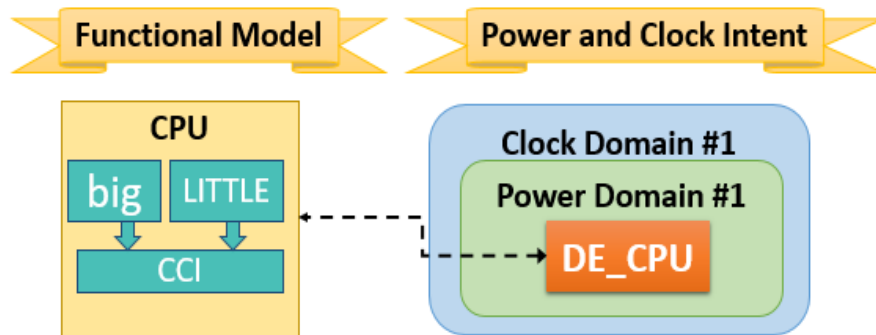 Functional Model
Power and Clock Intent
CPU
big
LITTLE
CCI
Clock Domain #1
Power Domain #1
DE_CPU